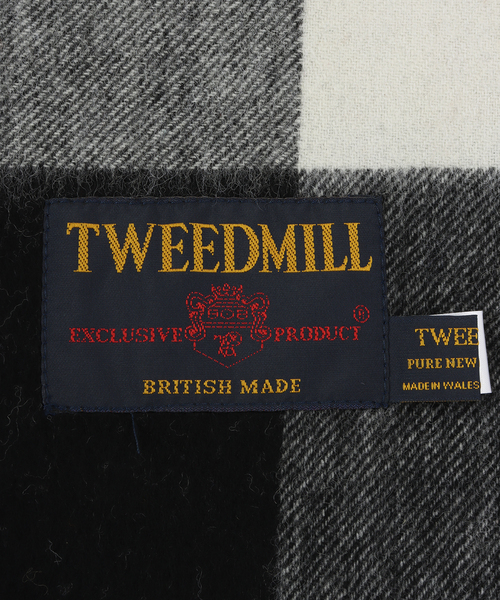 TWEEDMILL
EXCLUSIVE PRODUCT ®
BRITISH MADE
TWEE
PURE NEW
MADE IN WALES